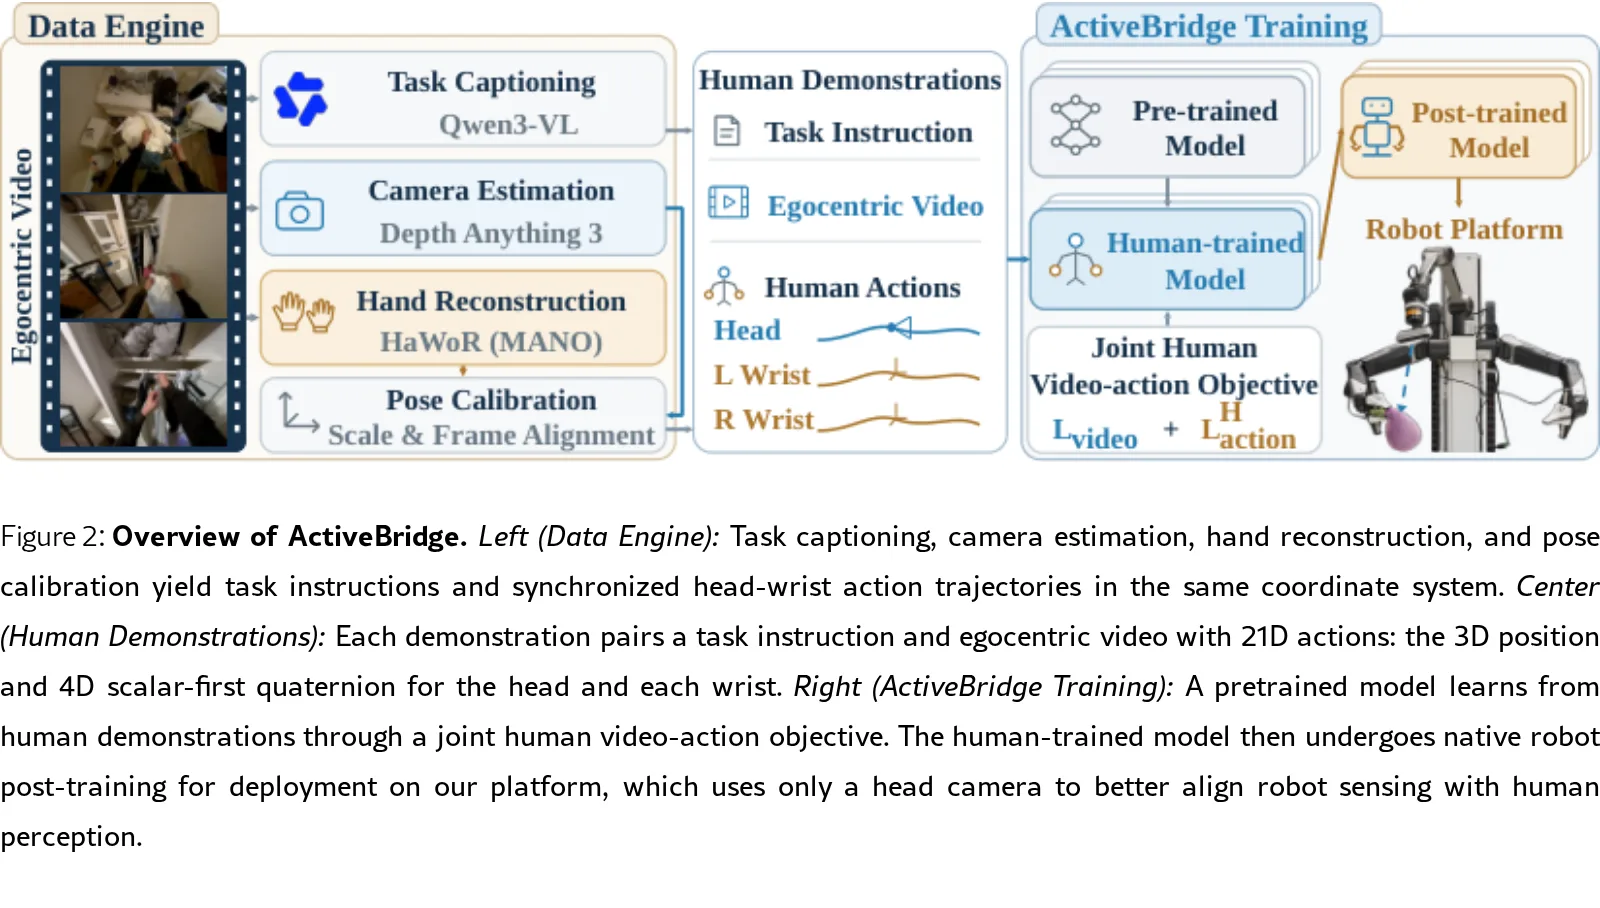 Data Engine
Egocentric Video
Task Captioning
Qwen3-VL
Camera Estimation
Depth Anything 3
Hand Reconstruction
HaWoR (MANO)
Pose Calibration
Scale & Frame Alignment
Human Demonstrations
Task Instruction
Egocentric Video
Human Actions
Head
L Wrist
R Wrist
ActiveBridge Training
Pre-trained
Model
Human-trained
Model
Joint Human
Video-action Objective
L_video + L^H_action
Post-trained
Model
Robot Platform
Figure 2: Overview of ActiveBridge. Left (Data Engine): Task captioning, camera estimation, hand reconstruction, and pose
calibration yield task instructions and synchronized head-wrist action trajectories in the same coordinate system. Center
(Human Demonstrations): Each demonstration pairs a task instruction and egocentric video with 21D actions: the 3D position
and 4D scalar-first quaternion for the head and each wrist. Right (ActiveBridge Training): A pretrained model learns from
human demonstrations through a joint human video-action objective. The human-trained model then undergoes native robot
post-training for deployment on our platform, which uses only a head camera to better align robot sensing with human
perception.